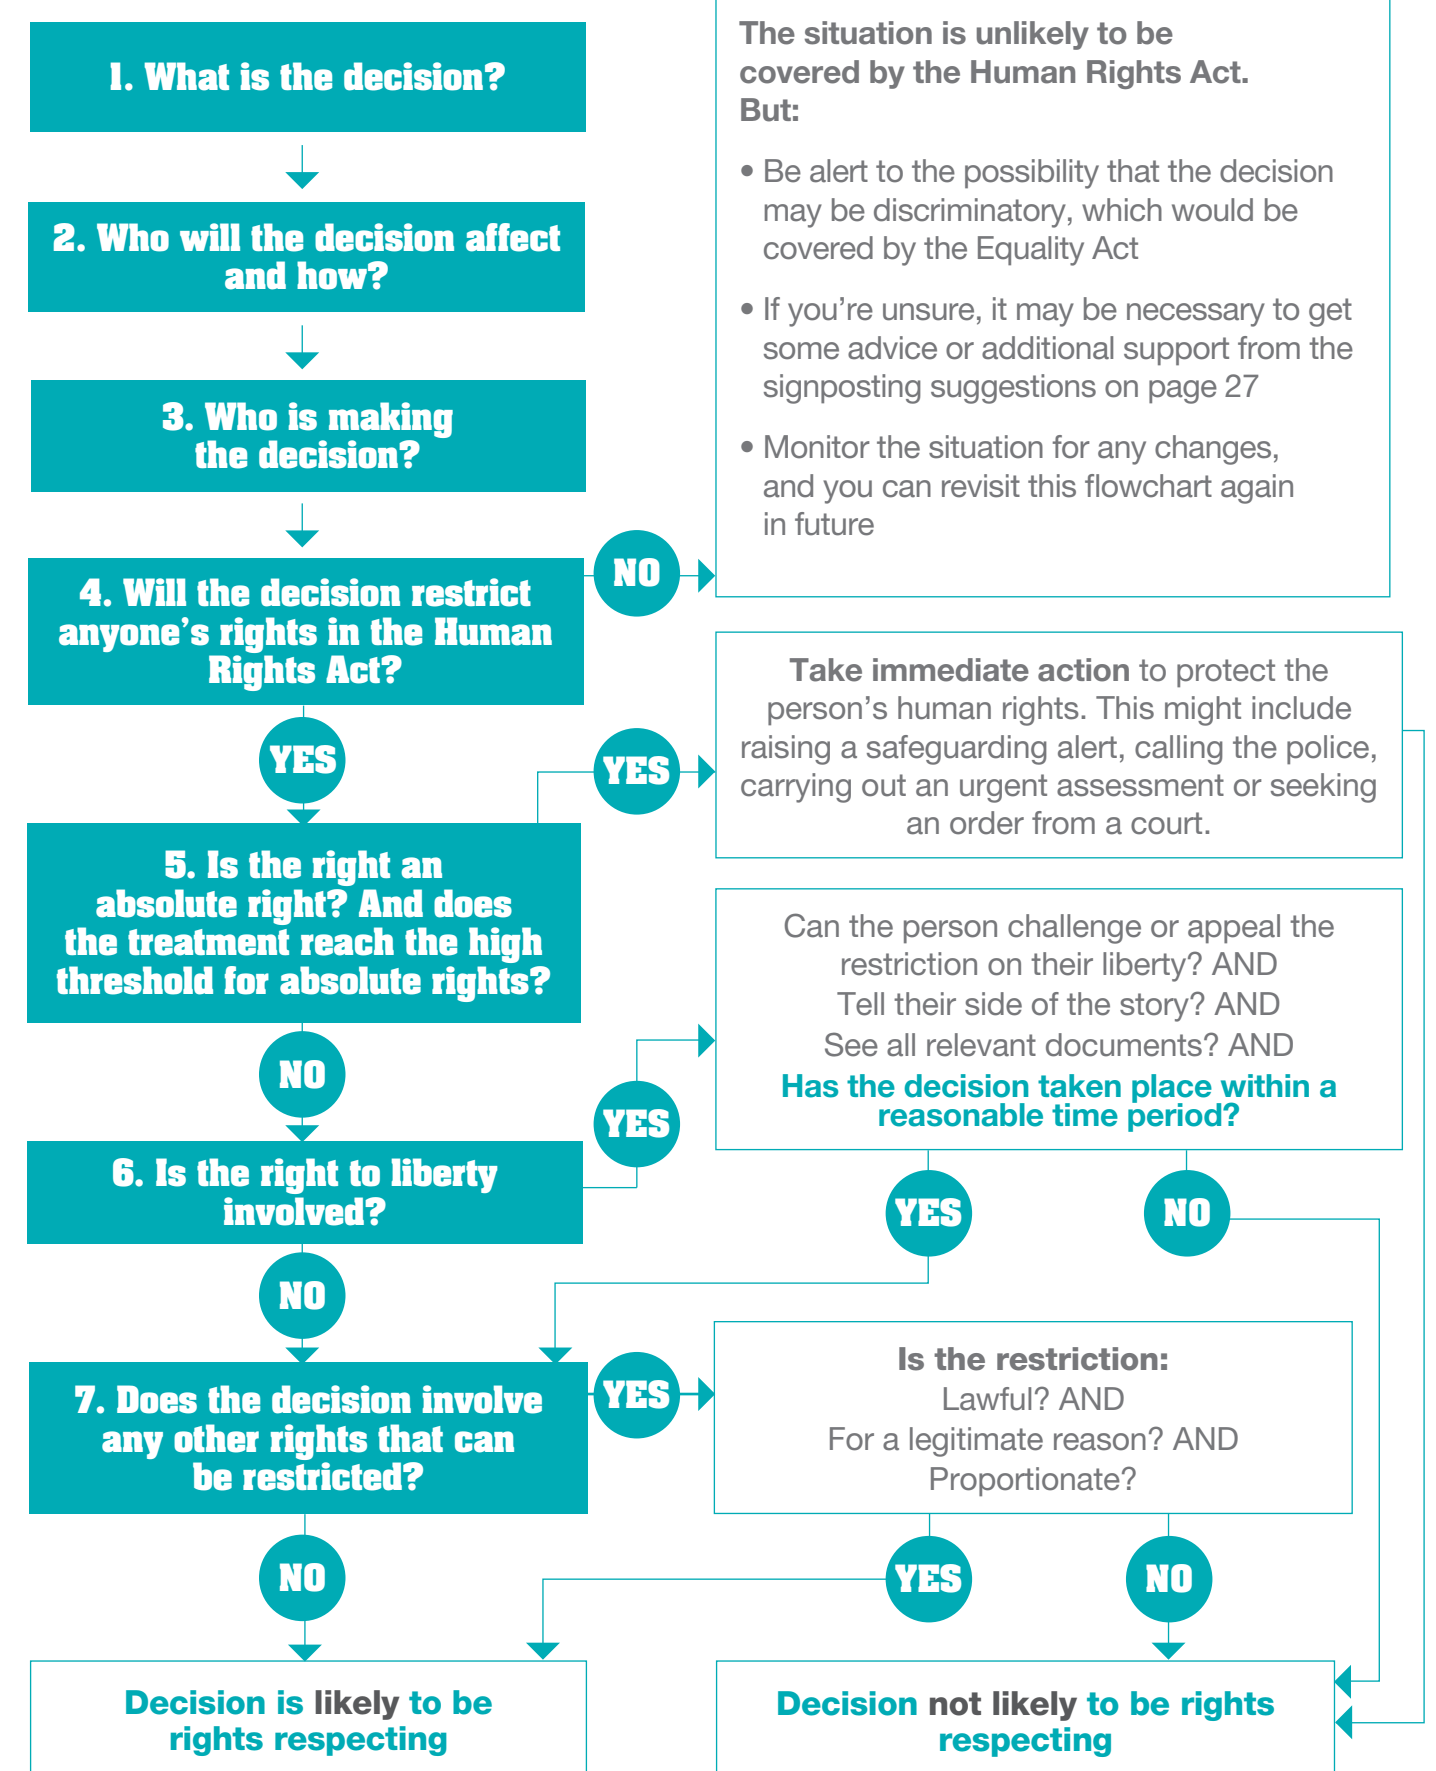 1. What is the decision?
2. Who will the decision affect
and how?
3. Who is making
the decision?
4. Will the decision restrict
anyone's rights in the Human
Rights Act?
NO
The situation is unlikely to be
covered by the Human Rights Act.
But:
• Be alert to the possibility that the decision
may be discriminatory, which would be
covered by the Equality Act
• If you're unsure, it may be necessary to get
some advice or additional support from the
signposting suggestions on page 27
• Monitor the situation for any changes,
and you can revisit this flowchart again
in future
YES
5. Is the right an
absolute right? And does
the treatment reach the high
threshold for absolute rights?
YES
Take immediate action to protect the
person's human rights. This might include
raising a safeguarding alert, calling the police,
carrying out an urgent assessment or seeking
an order from a court.
NO
6. Is the right to liberty
involved?
YES
Can the person challenge or appeal the
restriction on their liberty? AND
Tell their side of the story? AND
See all relevant documents? AND
Has the decision taken place within a
reasonable time period?
YES
NO
NO
7. Does the decision involve
any other rights that can
be restricted?
YES
Is the restriction:
Lawful? AND
For a legitimate reason? AND
Proportionate?
NO
YES
NO
Decision is likely to be
rights respecting
Decision not likely to be rights
respecting